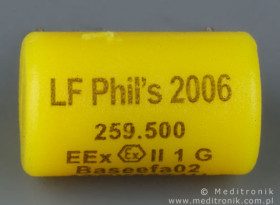 LF Phil's 2006
259.500
EEx Ex II 1 G
Baseefa02
© Meditronik
www.meditronik.com.pl